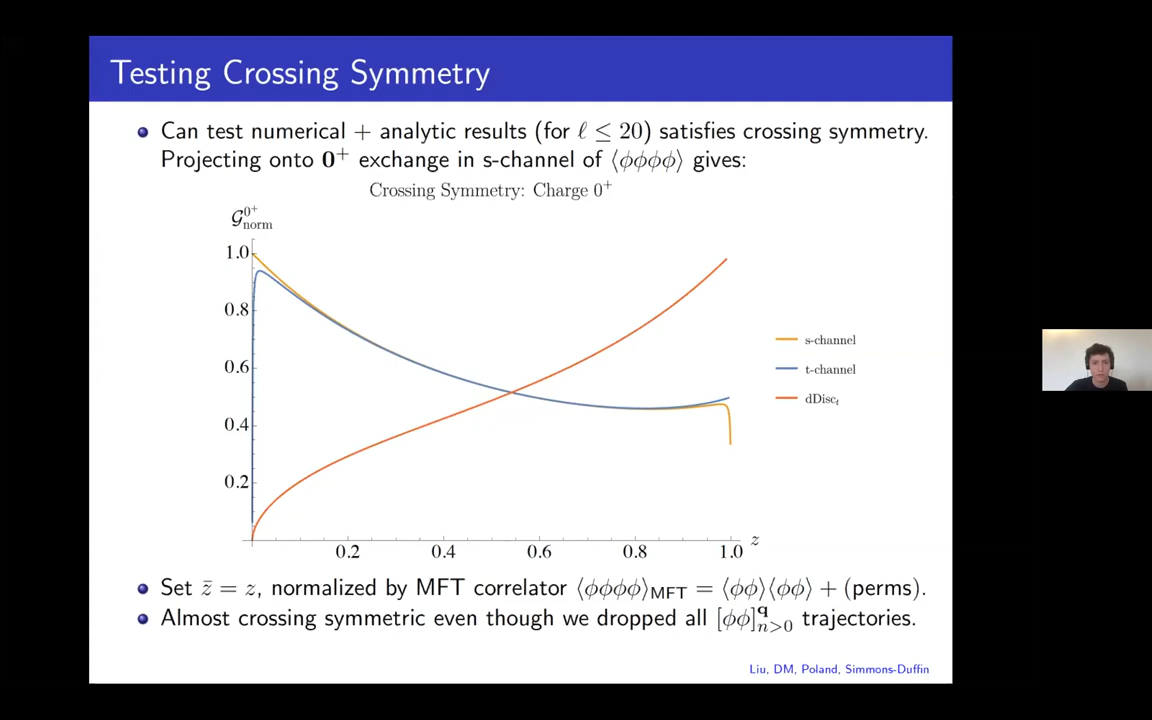 Testing Crossing Symmetry
Can test numerical + analytic results (for ℓ ≤ 20) satisfies crossing symmetry.
Projecting onto 0⁺ exchange in s-channel of ⟨ϕϕϕϕ⟩ gives:
Crossing Symmetry: Charge 0⁺
𝒢^{0⁺}_{norm}
1.0
0.8
0.6
0.4
0.2
0.2 0.4 0.6 0.8 1.0 z
s-channel
t-channel
dDisc_t
Set z̄ = z, normalized by MFT correlator ⟨ϕϕϕϕ⟩_MFT = ⟨ϕϕ⟩⟨ϕϕ⟩ + (perms).
Almost crossing symmetric even though we dropped all [ϕϕ]^q_{n>0} trajectories.
Liu, DM, Poland, Simmons-Duffin